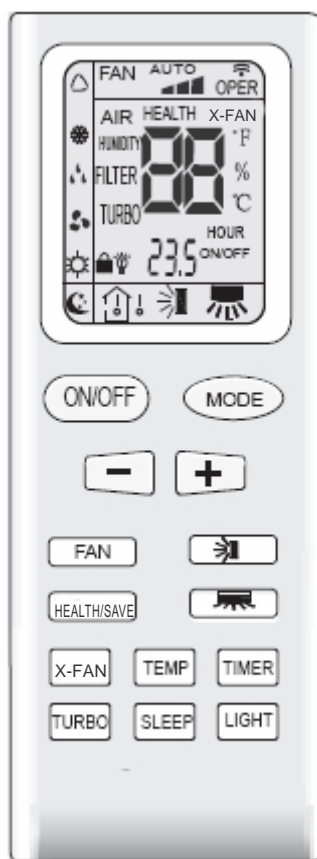 FAN AUTO OPER
AIR HEALTH X-FAN
HUMIDITY 88 °F
FILTER %
TURBO °C
HOUR
23.5 ON/OFF
ON/OFF MODE
- +
FAN
HEALTH/SAVE
X-FAN TEMP TIMER
TURBO SLEEP LIGHT